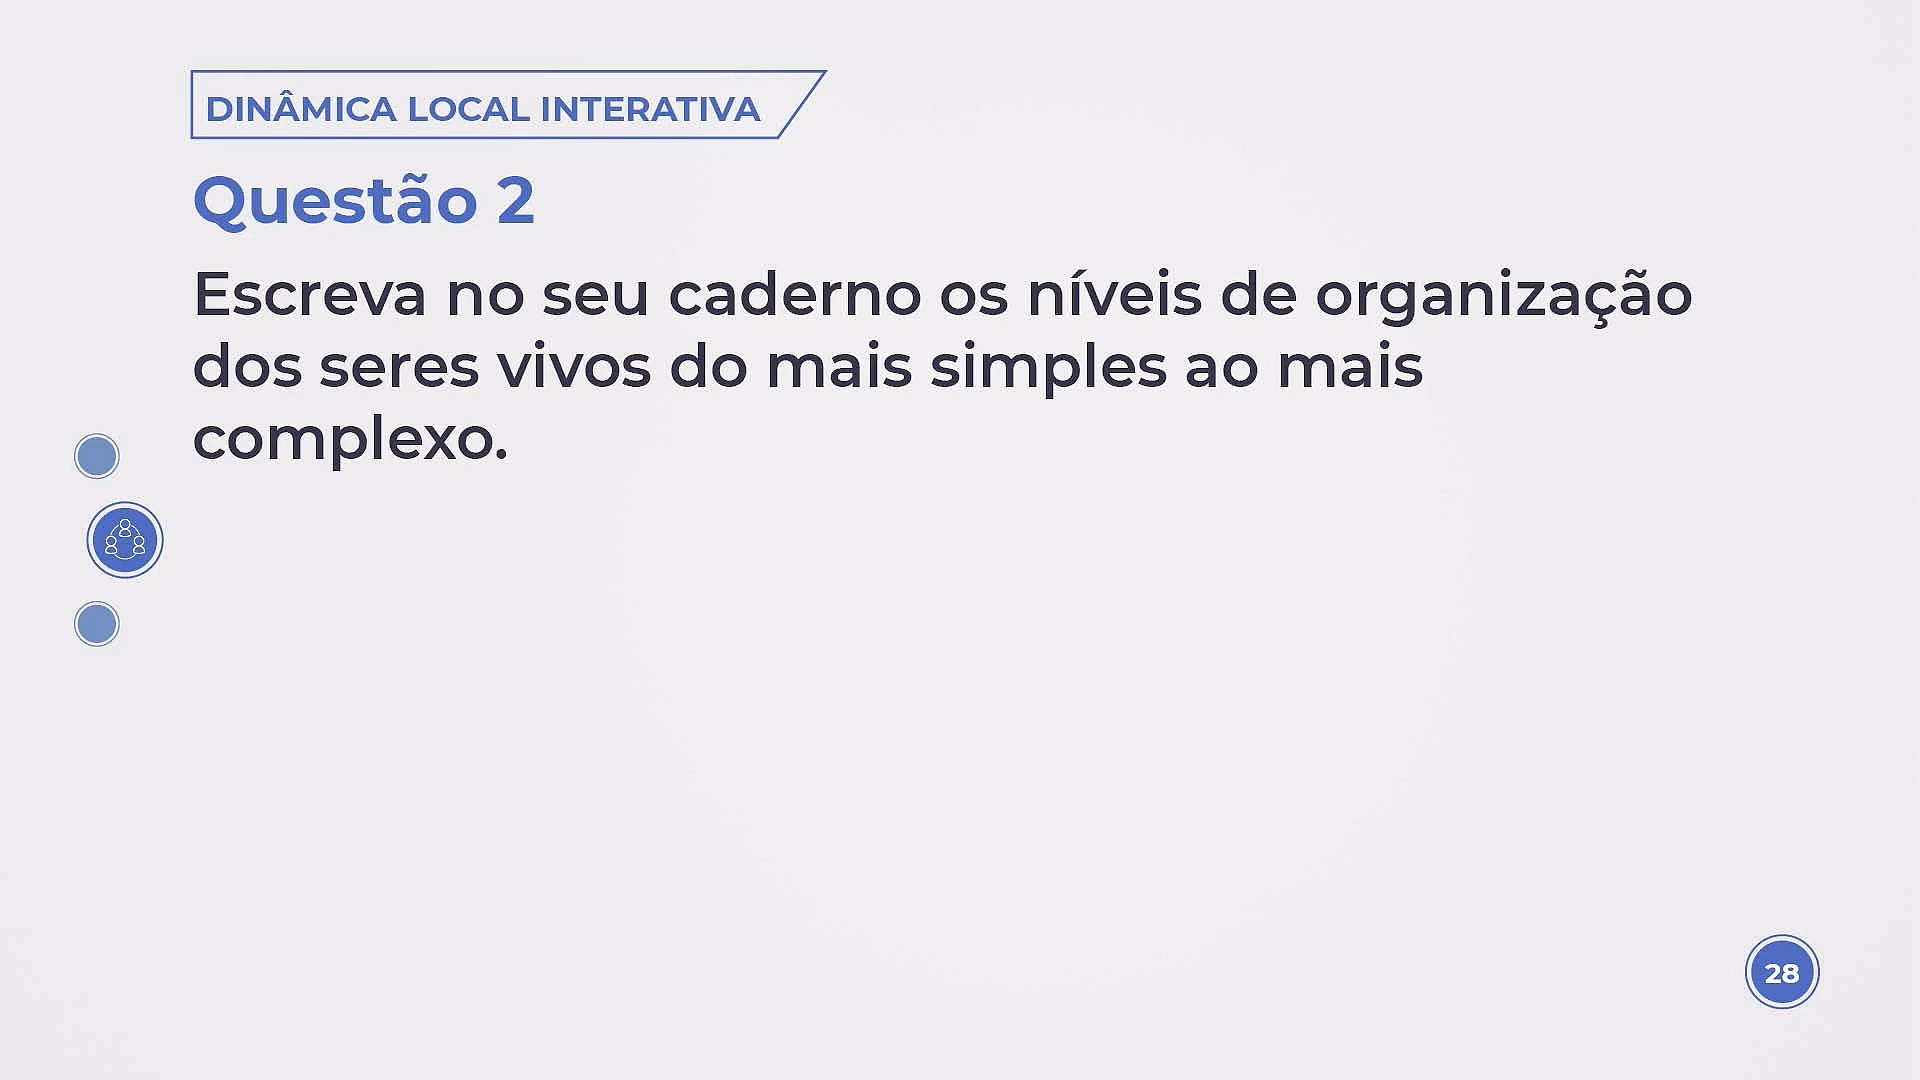 DINÂMICA LOCAL INTERATIVA
Questão 2
Escreva no seu caderno os níveis de organização
dos seres vivos do mais simples ao mais
complexo.
28